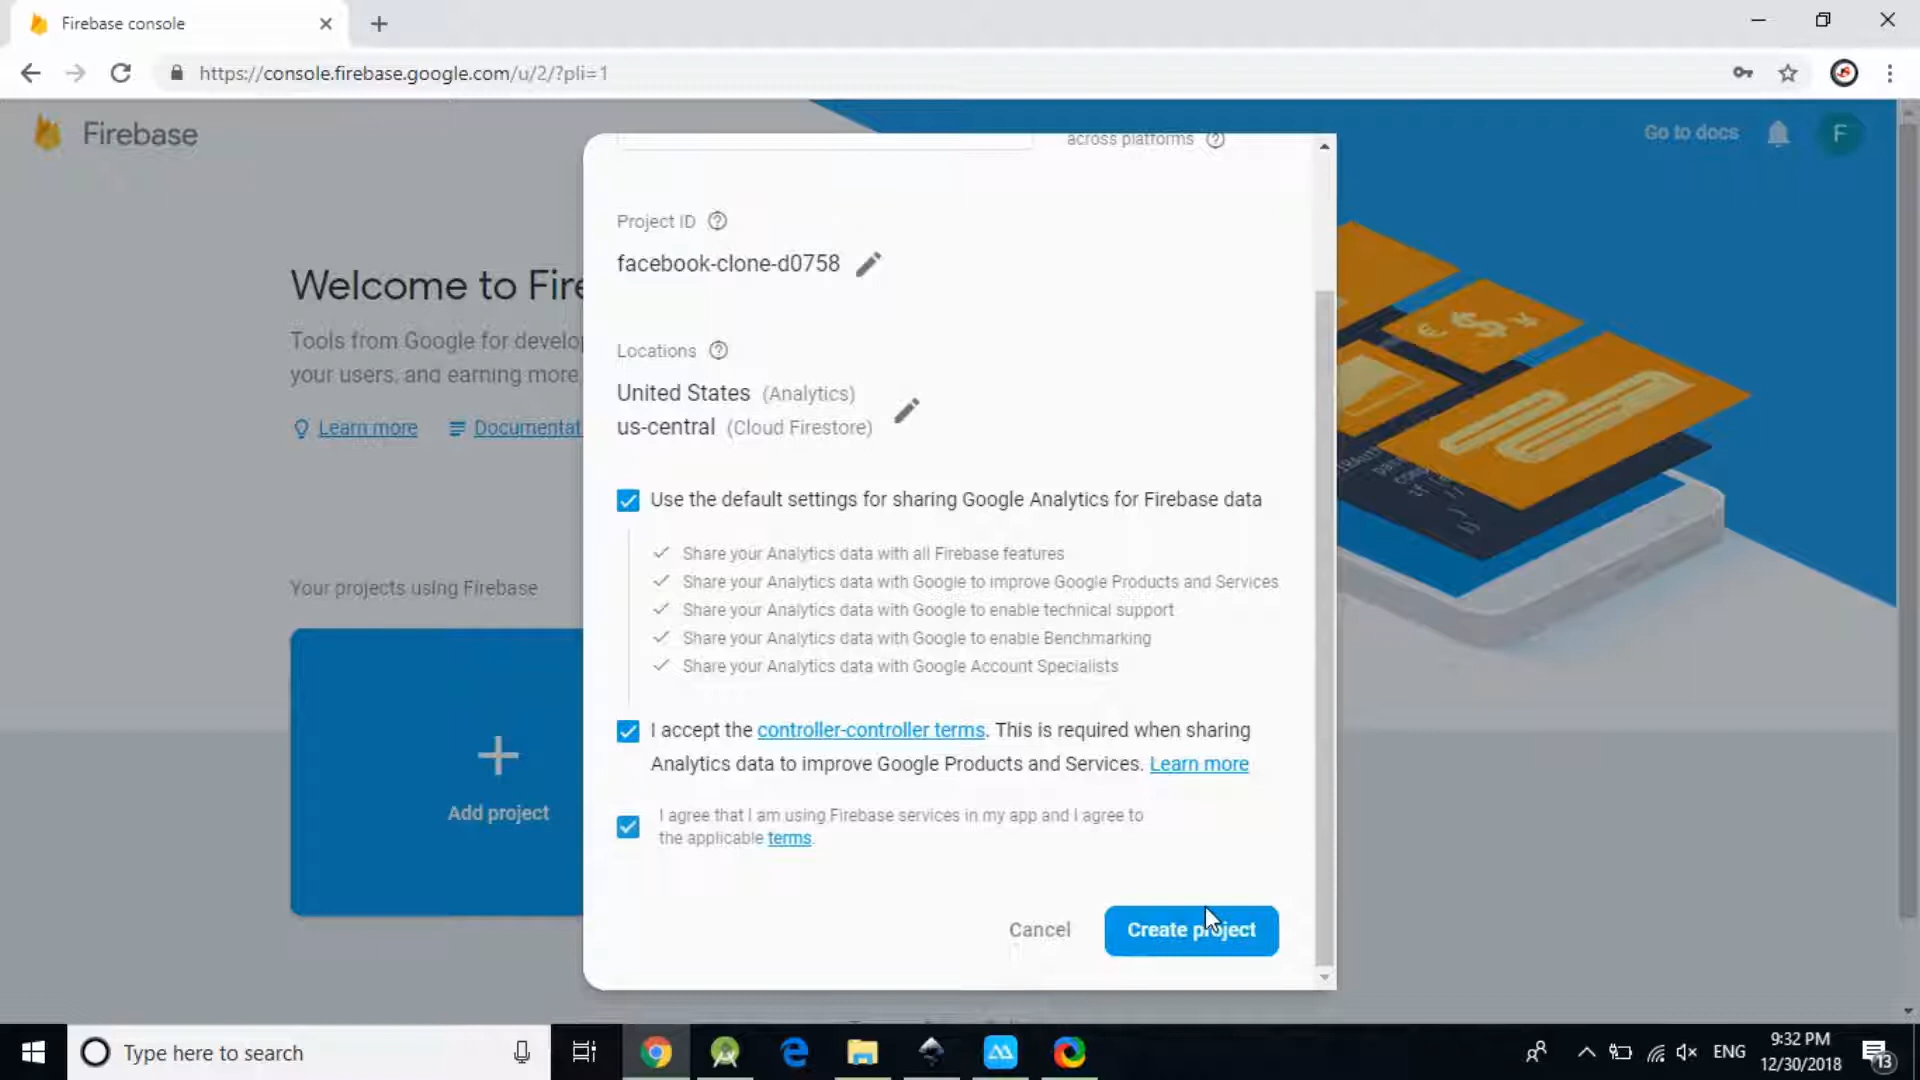 Firebase console
https://console.firebase.google.com/u/2/?pli=1
Firebase
Go to docs
F
across platforms
Project ID
facebook-clone-d0758
Welcome to Fire
Tools from Google for develo
your users, and earning more
Locations
United States (Analytics)
us-central (Cloud Firestore)
Learn more
Documentat
Use the default settings for sharing Google Analytics for Firebase data
Share your Analytics data with all Firebase features
Share your Analytics data with Google to improve Google Products and Services
Share your Analytics data with Google to enable technical support
Share your Analytics data with Google to enable Benchmarking
Share your Analytics data with Google Account Specialists
Your projects using Firebase
Add project
I accept the controller-controller terms. This is required when sharing
Analytics data to improve Google Products and Services. Learn more
I agree that I am using Firebase services in my app and I agree to
the applicable terms.
Cancel
Create project
Type here to search
ENG
9:32 PM
12/30/2018
13